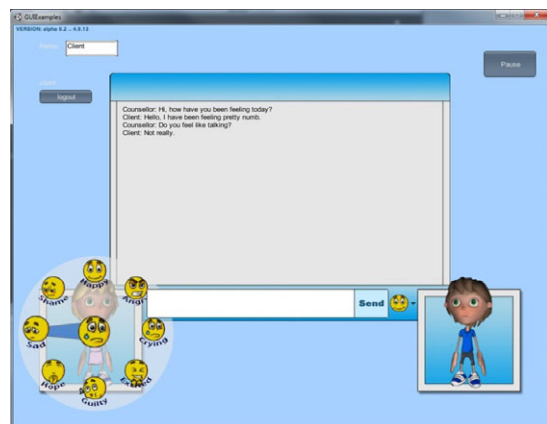 GUIExamples
VERSION: alpha 0.2 .. 4.9.13
Name: Client
Pause
logout
Counsellor: Hi, how have you been feeling today?
Client: Hello, I have been feeling pretty numb.
Counsellor: Do you feel like talking?
Client: Not really.
Happy
Shame
Angry
Sad
Crying
Hope
Excited
Guilty
Send